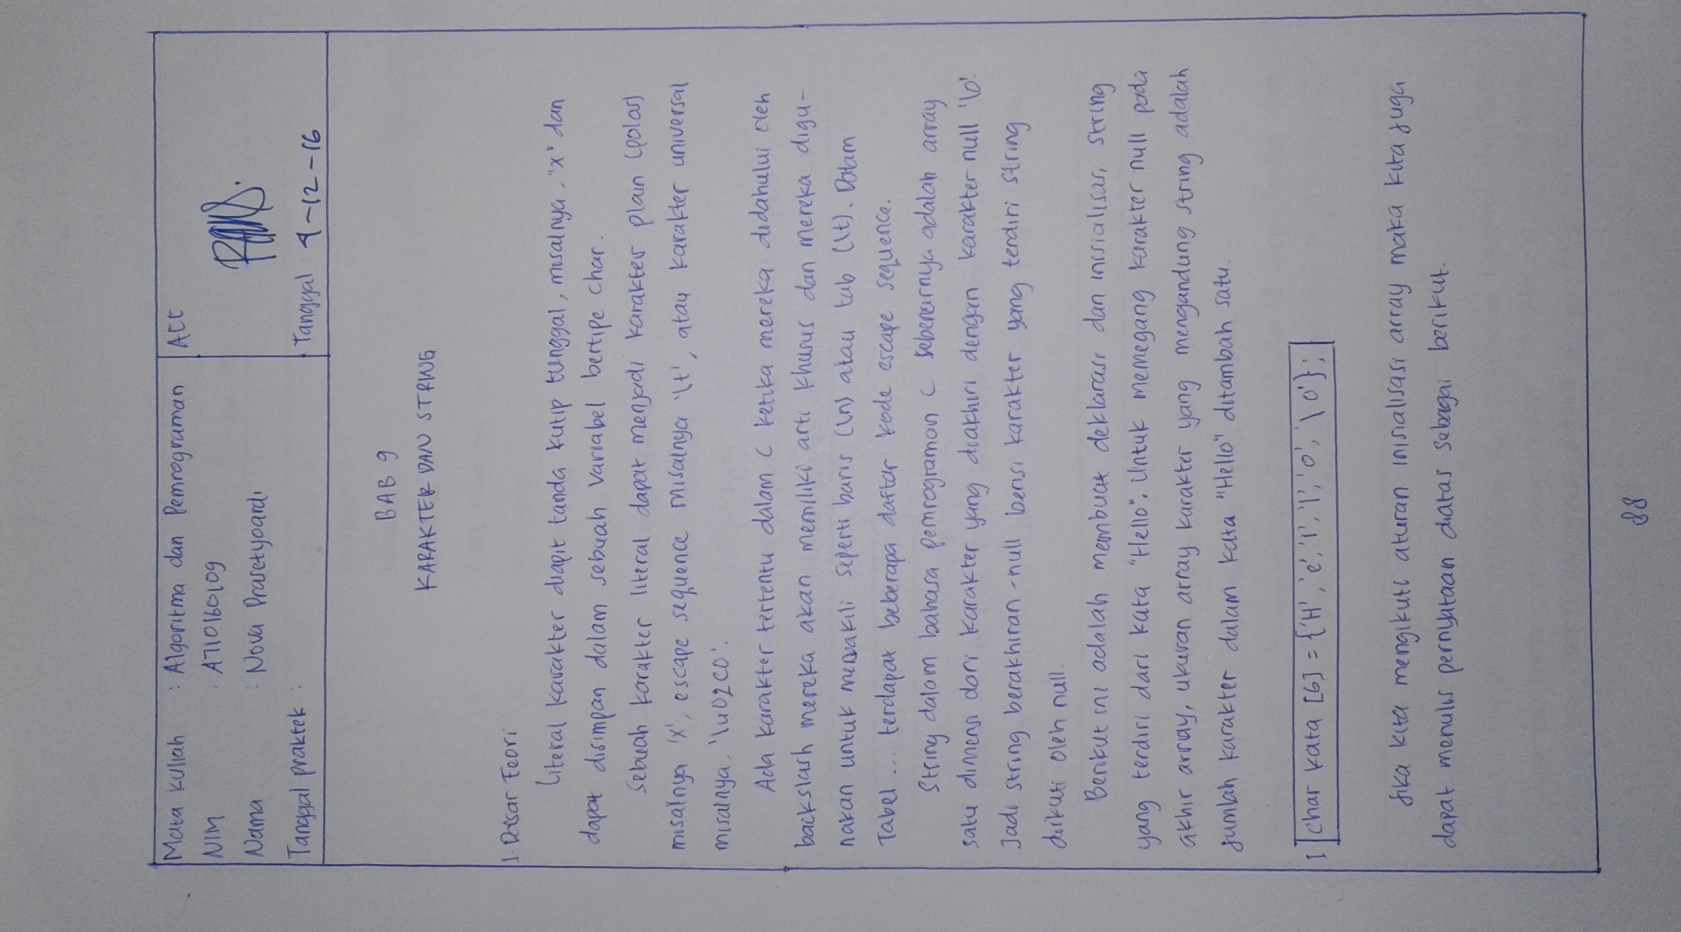 Mata kuliah : Algoritma dan Pemrograman
NIM : A710160109
Nama : Nova Prasetyoardi
Tanggal praktek :
ACC
Tanggal : 4-12-16
BAB 9
KARAKTER DAN STRING
1. Dasar Teori
Literal karakter diapit tanda kutip tunggal, misalnya, "x" dan
dapat disimpan dalam sebuah variabel bertipe char.
Sebuah karakter literal dapat menjadi karakter plain (polos)
misalnya 'x', escape sequence misalnya '\t', atau karakter universal
misalnya, '\u02C0'.
Ada karakter tertentu dalam C ketika mereka didahului oleh
backslash mereka akan memiliki arti khusus dan mereka digu-
nakan untuk mewakili seperti baris (\n) atau tab (\t). Dalam
Tabel ... terdapat beberapa daftar kode escape sequence.
String dalam bahasa pemrograman C sebenarnya adalah array
satu dimensi dari karakter yang diakhiri dengan karakter null '\0'.
Jadi string berakhiran-null berisi karakter yang terdiri string
diikuti oleh null.
Berikut ini adalah membuat deklarasi dan inisialisasi string
yang terdiri dari kata "Hello". Untuk memegang karakter null pada
akhir array, ukuran array karakter yang mengandung string adalah
jumlah karakter dalam kata "Hello" ditambah satu.
1 char kata [6] = {'H', 'e', 'l', 'l', 'o', '\0'};
Jika kita mengikuti aturan inisialisasi array maka kita juga
dapat menulis pernyataan diatas sebagai berikut.
88